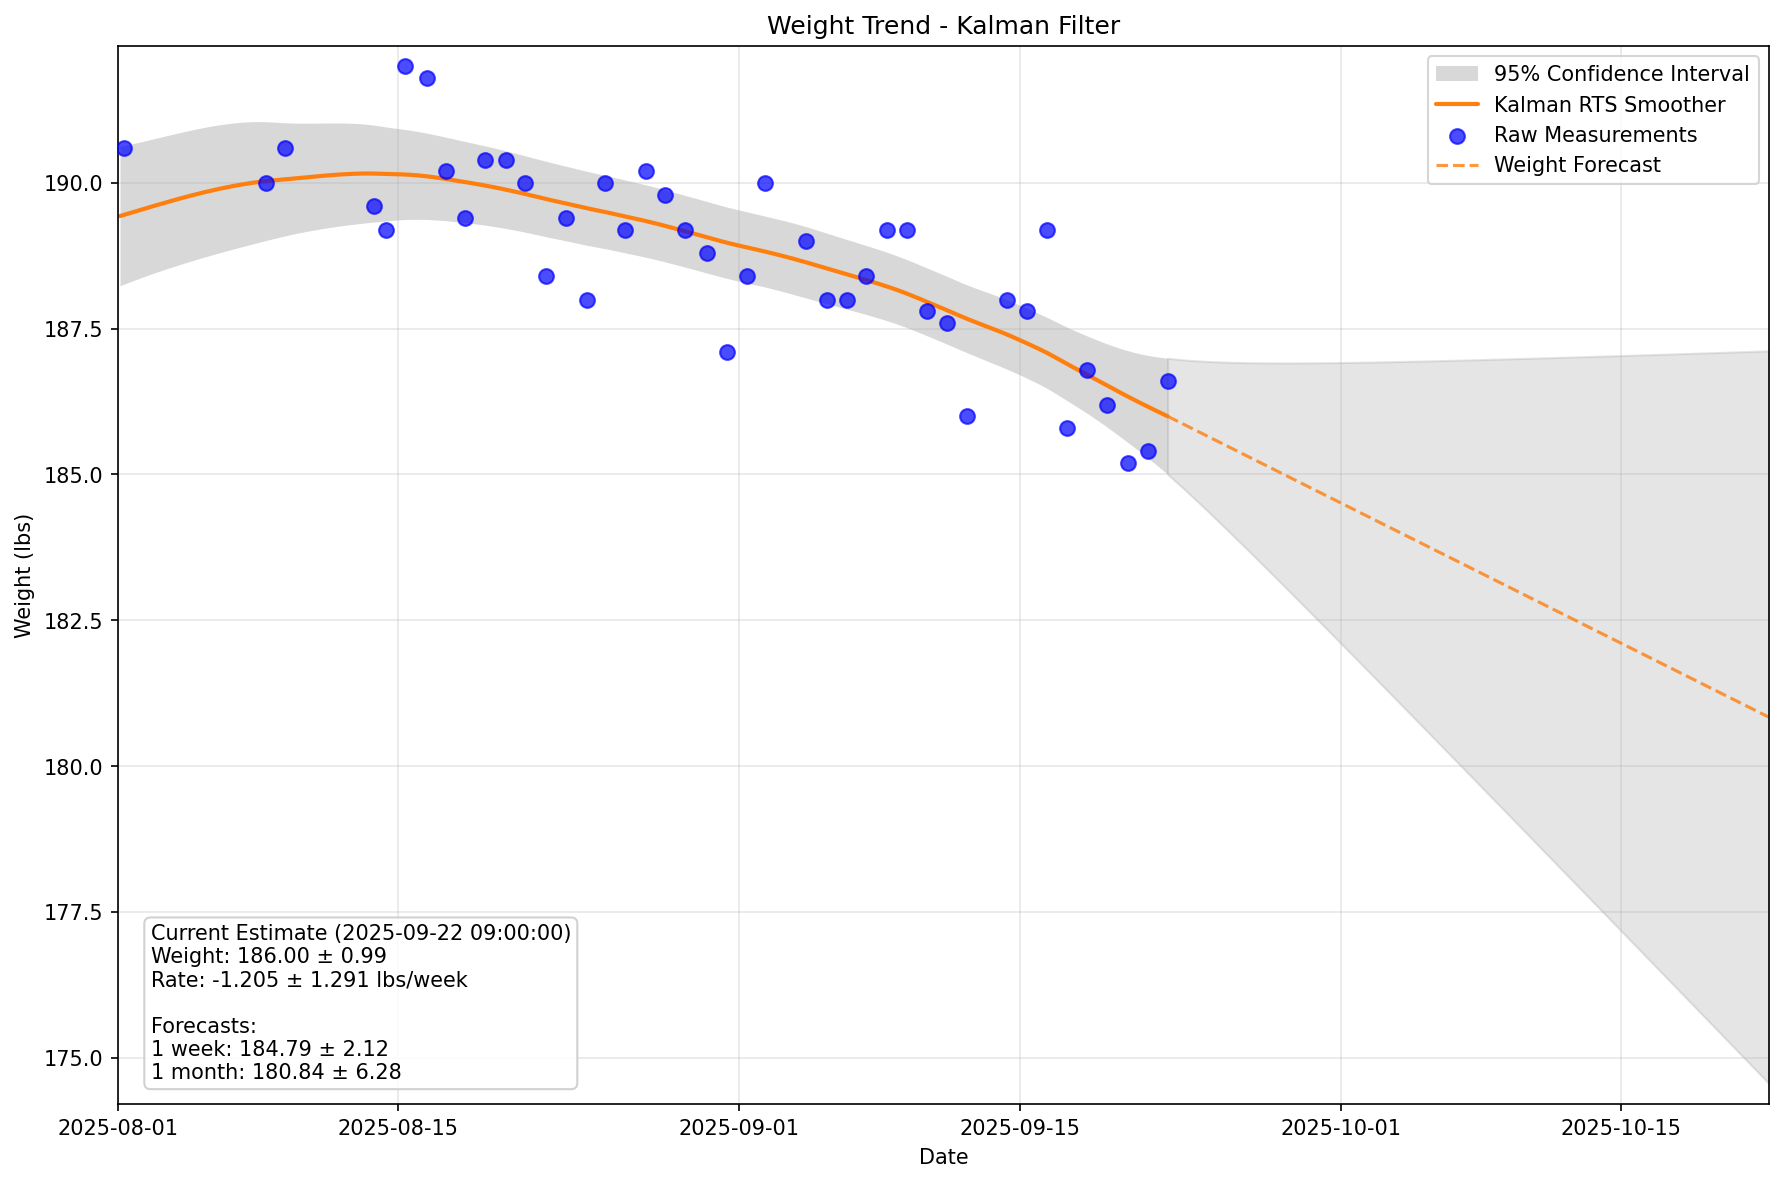 Weight Trend - Kalman Filter
95% Confidence Interval
Kalman RTS Smoother
Raw Measurements
Weight Forecast
Weight (lbs)
190.0
187.5
185.0
182.5
180.0
177.5
175.0
Current Estimate (2025-09-22 09:00:00)
Weight: 186.00 ± 0.99
Rate: -1.205 ± 1.291 lbs/week
Forecasts:
1 week: 184.79 ± 2.12
1 month: 180.84 ± 6.28
2025-08-01
2025-08-15
2025-09-01
2025-09-15
2025-10-01
2025-10-15
Date